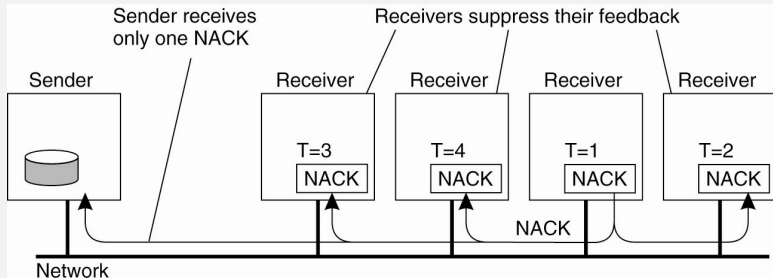 Sender receives
only one NACK
Receivers suppress their feedback
Sender
Receiver
Receiver
Receiver
Receiver
T=3
T=4
T=1
T=2
NACK
NACK
NACK
NACK
NACK
Network